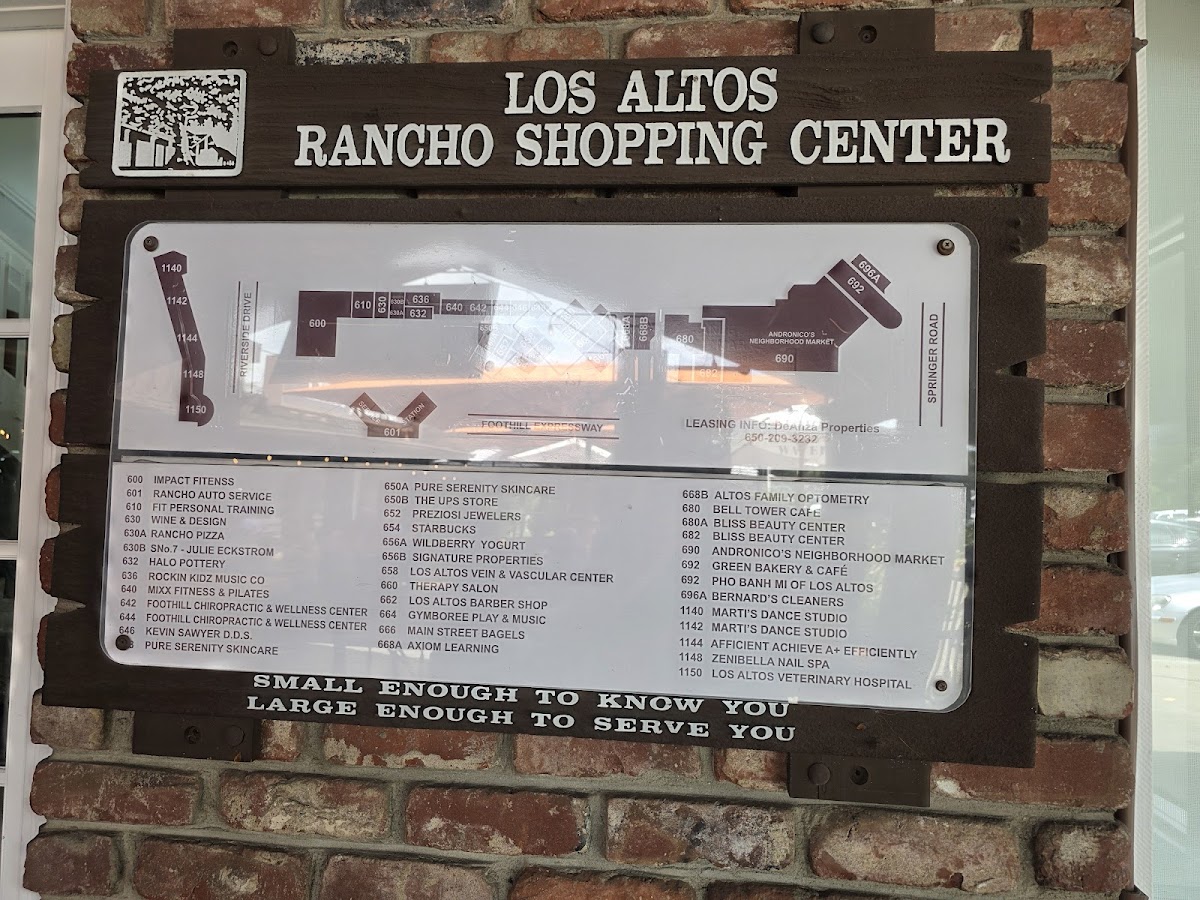 LOS ALTOS
RANCHO SHOPPING CENTER
1140
1142
1144
1148
1150
RIVERSIDE DRIVE
600
610
630
630B
630A
636
632
640
642
601
668B
680
682
ANDRONICO'S
NEIGHBORHOOD MARKET
690
692
696A
SPRINGER ROAD
FOOTHILL EXPRESSWAY
LEASING INFO: DeAnza Properties
650-209-3232
600 IMPACT FITENSS
601 RANCHO AUTO SERVICE
610 FIT PERSONAL TRAINING
630 WINE & DESIGN
630A RANCHO PIZZA
630B SNo.7 - JULIE ECKSTROM
632 HALO POTTERY
636 ROCKIN KIDZ MUSIC CO
640 MIXX FITNESS & PILATES
642 FOOTHILL CHIROPRACTIC & WELLNESS CENTER
644 FOOTHILL CHIROPRACTIC & WELLNESS CENTER
646 KEVIN SAWYER D.D.S.
PURE SERENITY SKINCARE
650A PURE SERENITY SKINCARE
650B THE UPS STORE
652 PREZIOSI JEWELERS
654 STARBUCKS
656A WILDBERRY YOGURT
656B SIGNATURE PROPERTIES
658 LOS ALTOS VEIN & VASCULAR CENTER
660 THERAPY SALON
662 LOS ALTOS BARBER SHOP
664 GYMBOREE PLAY & MUSIC
666 MAIN STREET BAGELS
668A AXIOM LEARNING
668B ALTOS FAMILY OPTOMETRY
680 BELL TOWER CAFE
680A BLISS BEAUTY CENTER
682 BLISS BEAUTY CENTER
690 ANDRONICO'S NEIGHBORHOOD MARKET
692 GREEN BAKERY & CAFÉ
692 PHO BANH MI OF LOS ALTOS
696A BERNARD'S CLEANERS
1140 MARTI'S DANCE STUDIO
1142 MARTI'S DANCE STUDIO
1144 AFFICIENT ACHIEVE A+ EFFICIENTLY
1148 ZENIBELLA NAIL SPA
1150 LOS ALTOS VETERINARY HOSPITAL
SMALL ENOUGH TO KNOW YOU
LARGE ENOUGH TO SERVE YOU